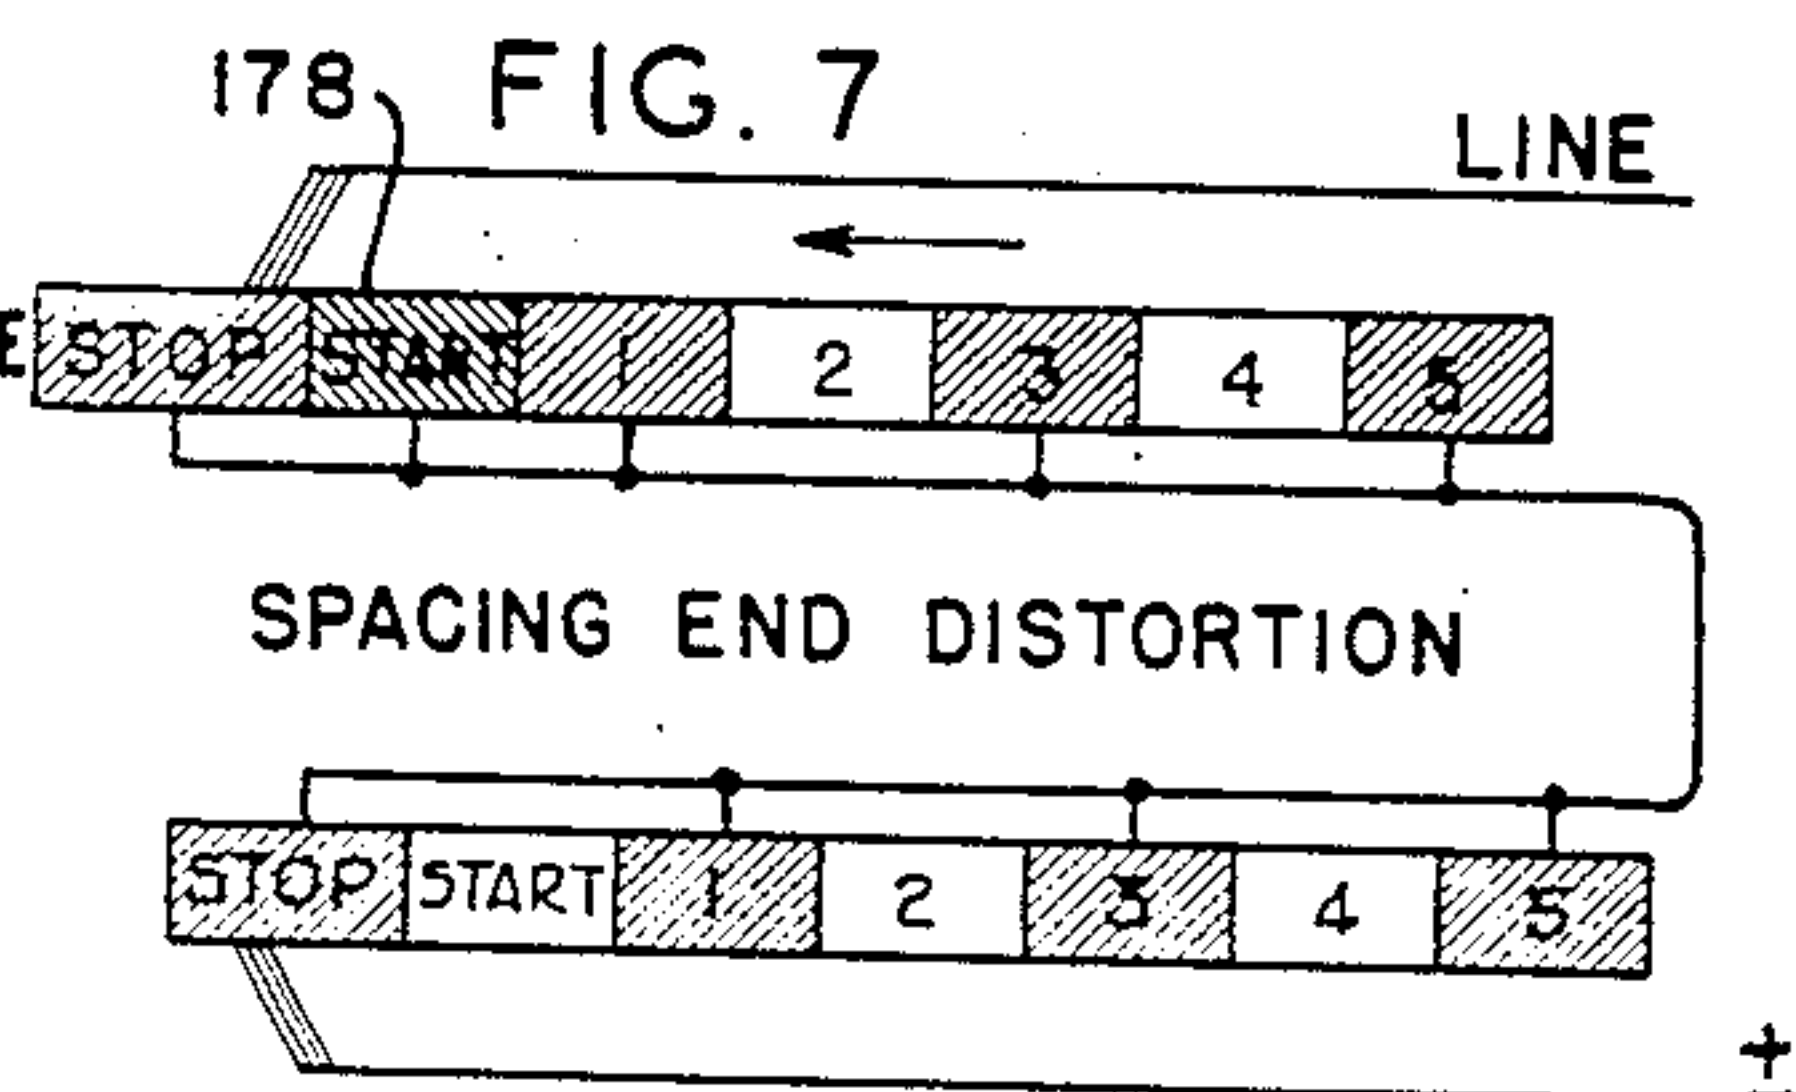 178 FIG. 7
LINE
E STOP START 1 2 3 4 5
SPACING END DISTORTION
STOP START 1 2 3 4 5
+